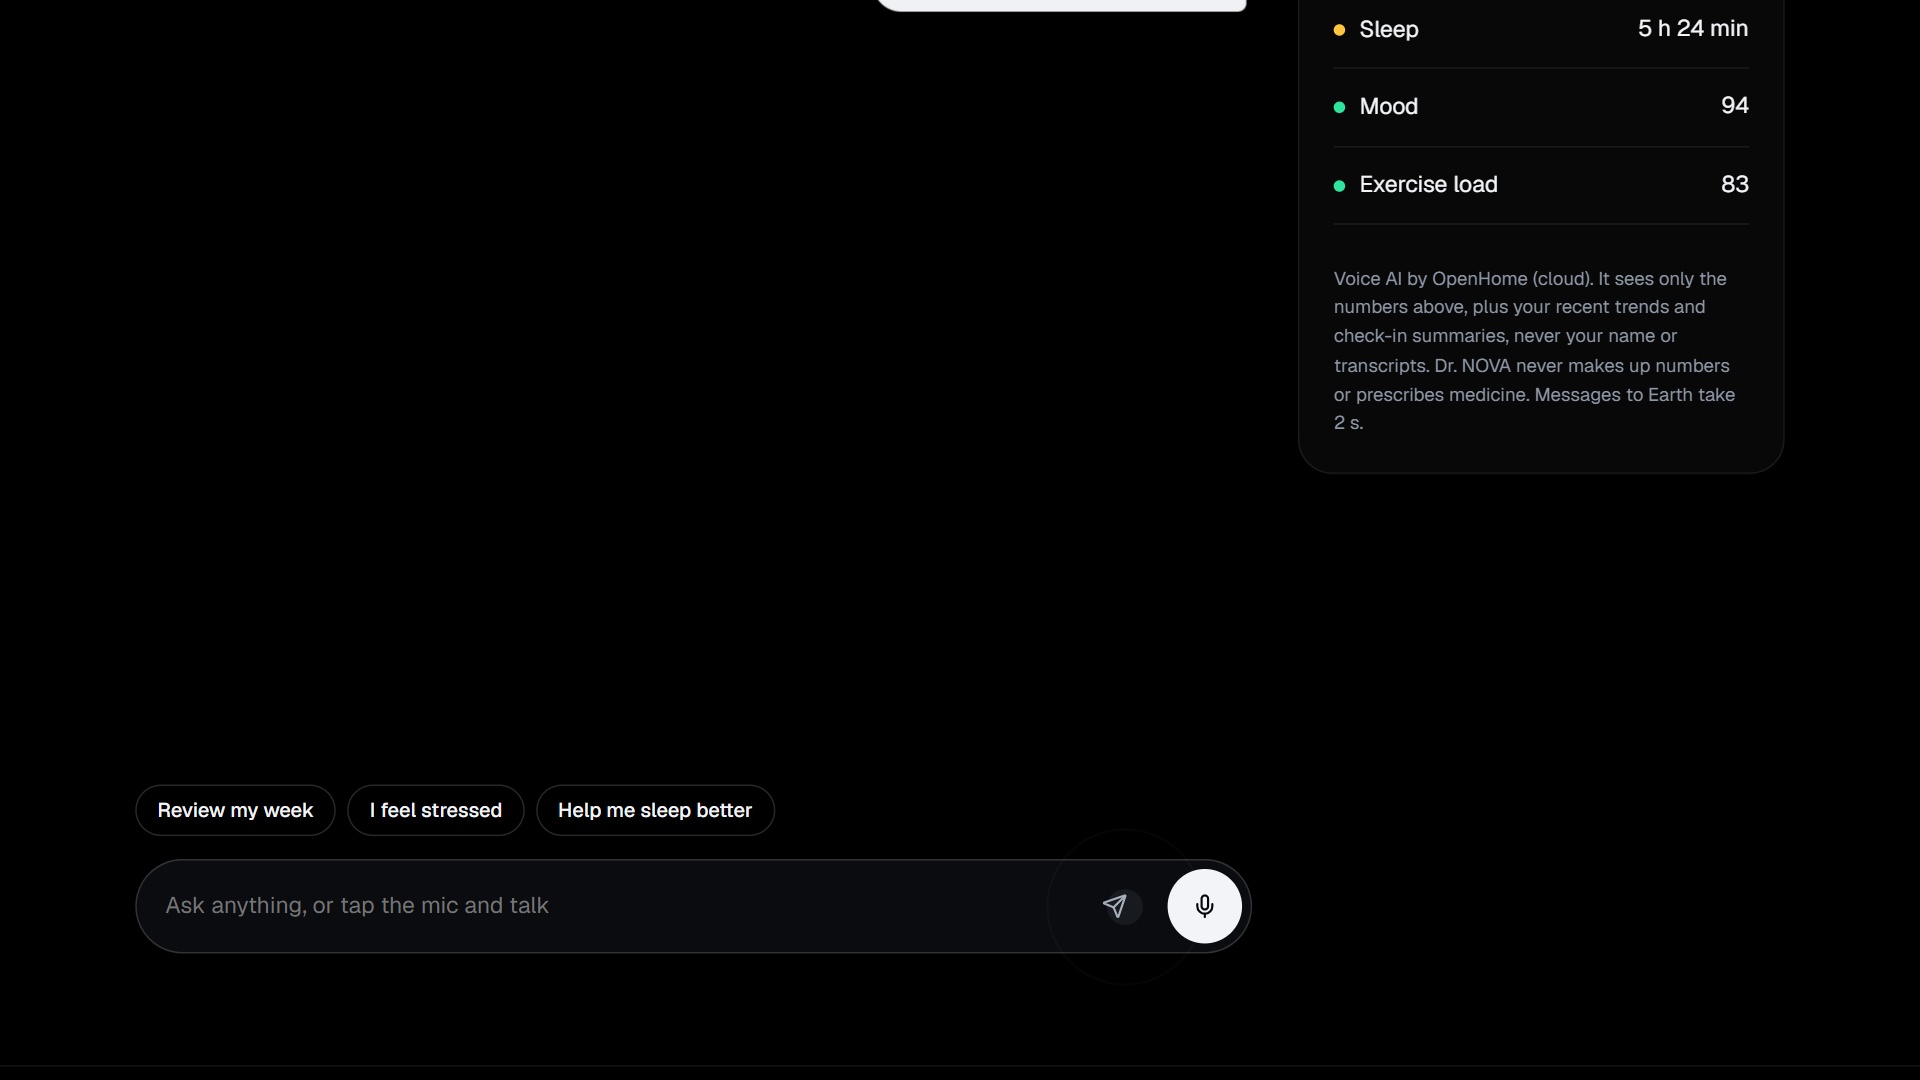 Sleep 5 h 24 min
Mood 94
Exercise load 83
Voice AI by OpenHome (cloud). It sees only the
numbers above, plus your recent trends and
check-in summaries, never your name or
transcripts. Dr. NOVA never makes up numbers
or prescribes medicine. Messages to Earth take
2 s.
Review my week I feel stressed Help me sleep better
Ask anything, or tap the mic and talk